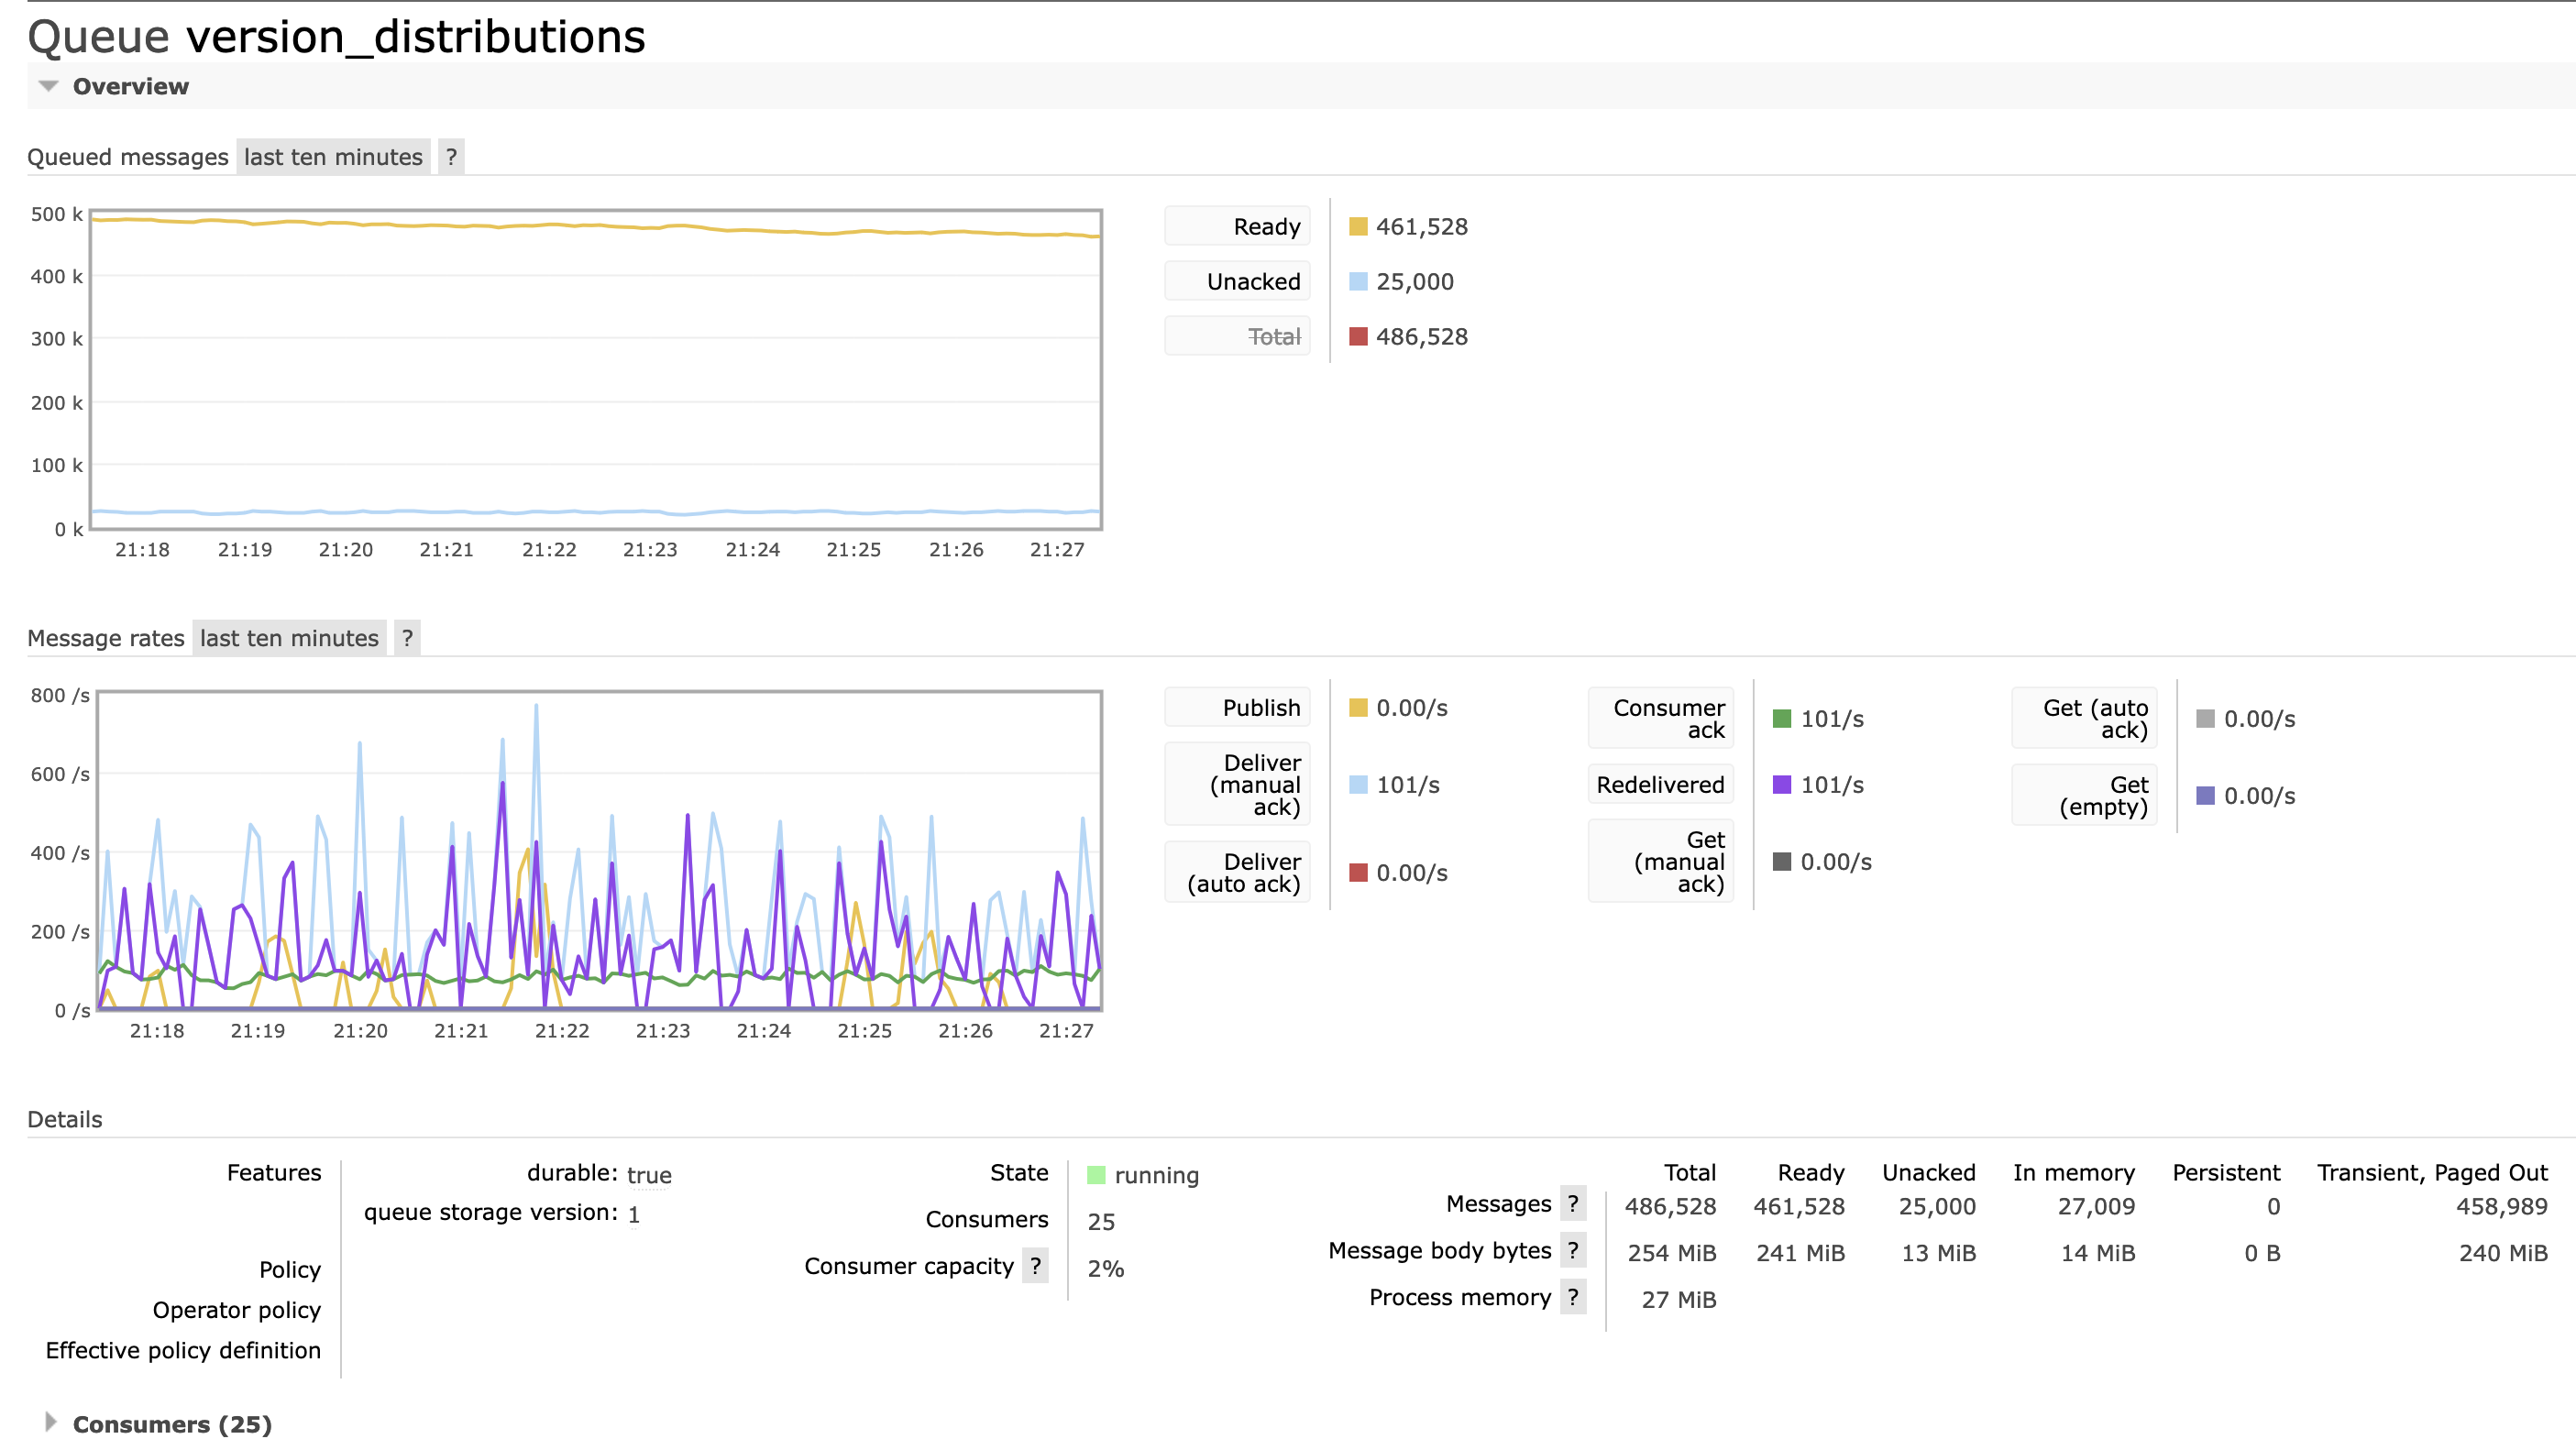 Queue version_distributions
Overview
Queued messages last ten minutes ?
500 k
400 k
300 k
200 k
100 k
0 k
21:18 21:19 21:20 21:21 21:22 21:23 21:24 21:25 21:26 21:27
Ready 461,528
Unacked 25,000
Total 486,528
Message rates last ten minutes ?
800 /s
600 /s
400 /s
200 /s
0 /s
21:18 21:19 21:20 21:21 21:22 21:23 21:24 21:25 21:26 21:27
Publish 0.00/s
Deliver
(manual
ack) 101/s
Deliver
(auto ack) 0.00/s
Consumer
ack 101/s
Redelivered 101/s
Get
(manual
ack) 0.00/s
Get (auto
ack) 0.00/s
Get
(empty) 0.00/s
Details
Features durable: true
queue storage version: 1
Policy
Operator policy
Effective policy definition
State running
Consumers 25
Consumer capacity ? 2%
Total Ready Unacked In memory Persistent Transient, Paged Out
Messages ? 486,528 461,528 25,000 27,009 0 458,989
Message body bytes ? 254 MiB 241 MiB 13 MiB 14 MiB 0 B 240 MiB
Process memory ? 27 MiB
Consumers (25)